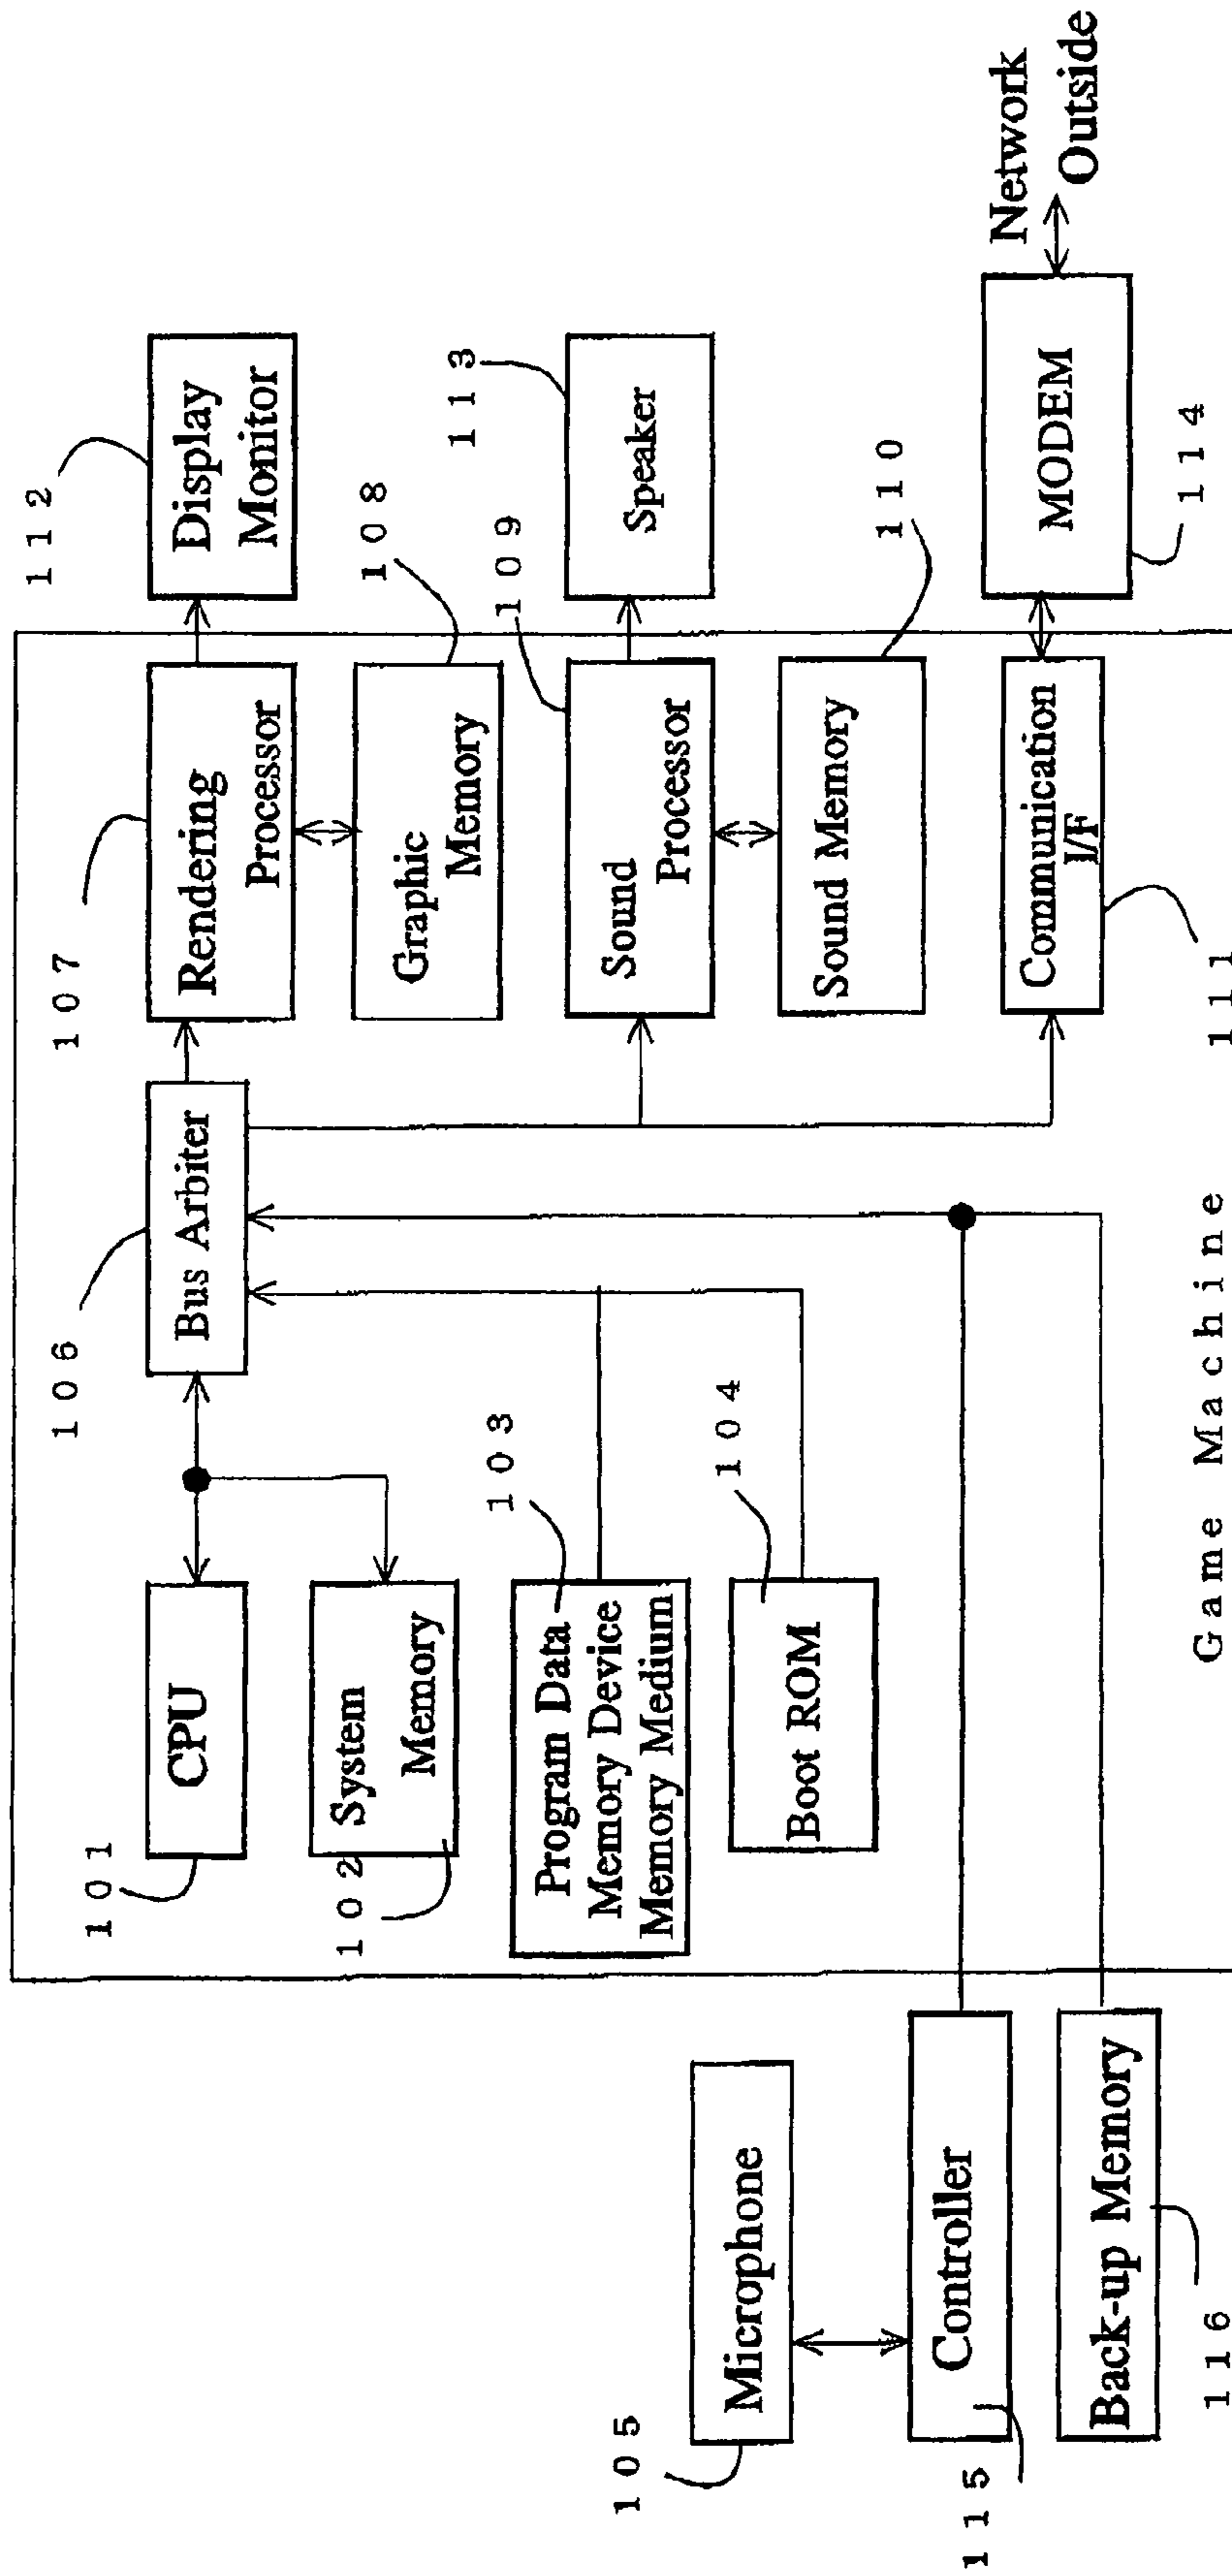 106
107
112
101
CPU
Bus Arbiter
Rendering
Processor
Display
Monitor
102
System
Memory
108
Graphic
Memory
103
Program Data
Memory Device
Memory Medium
109
113
Sound
Processor
Speaker
105
Microphone
104
Boot ROM
110
Sound Memory
115
Controller
Communication
I/F
MODEM
Network
Outside
Back-up Memory
116
Game Machine
111
114